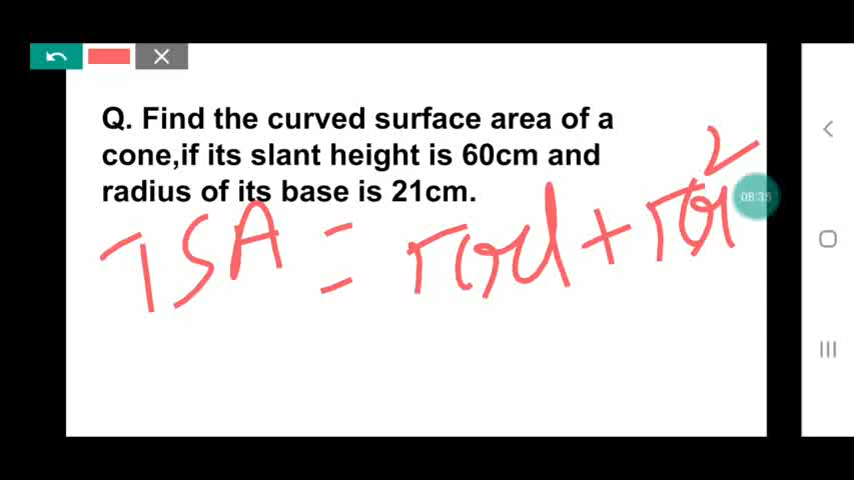 Q. Find the curved surface area of a
cone,if its slant height is 60cm and
radius of its base is 21cm.
TSA = πrl + πr²
08:35